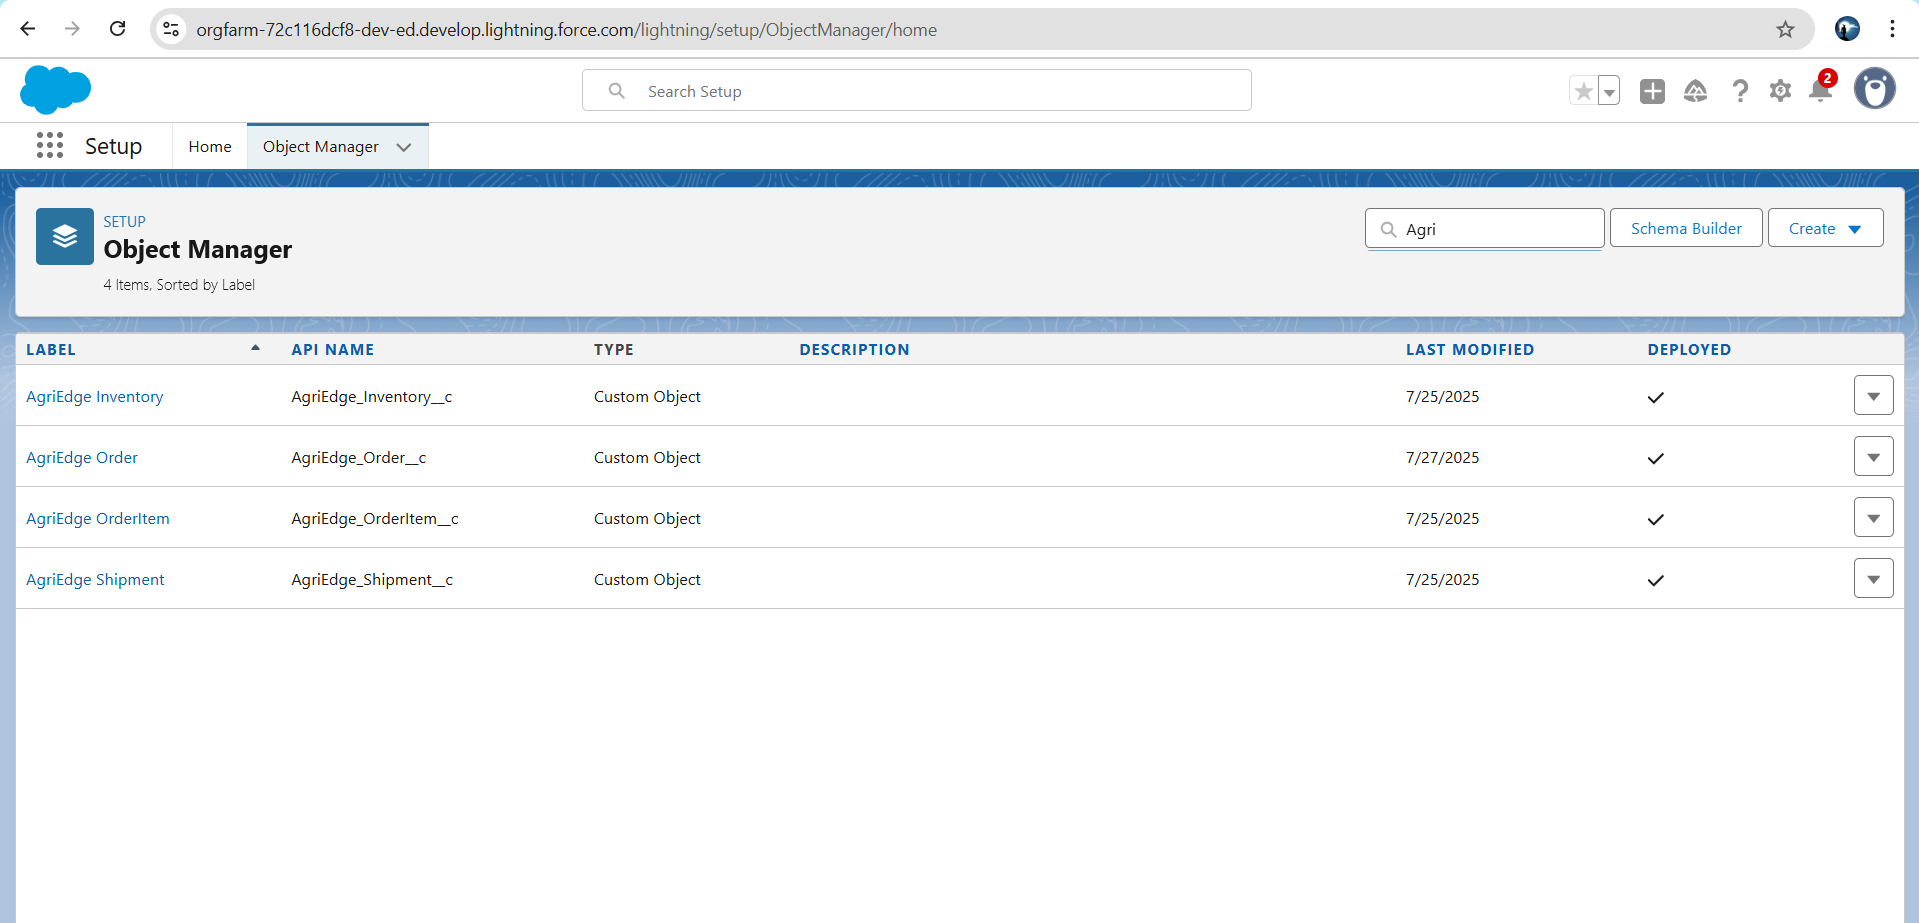 orgfarm-72c116dcf8-dev-ed.develop.lightning.force.com/lightning/setup/ObjectManager/home
Search Setup
2
Setup Home Object Manager
SETUP
Object Manager
4 Items, Sorted by Label
Agri
Schema Builder
Create
LABEL API NAME TYPE DESCRIPTION LAST MODIFIED DEPLOYED
AgriEdge Inventory AgriEdge_Inventory__c Custom Object 7/25/2025
AgriEdge Order AgriEdge_Order__c Custom Object 7/27/2025
AgriEdge OrderItem AgriEdge_OrderItem__c Custom Object 7/25/2025
AgriEdge Shipment AgriEdge_Shipment__c Custom Object 7/25/2025